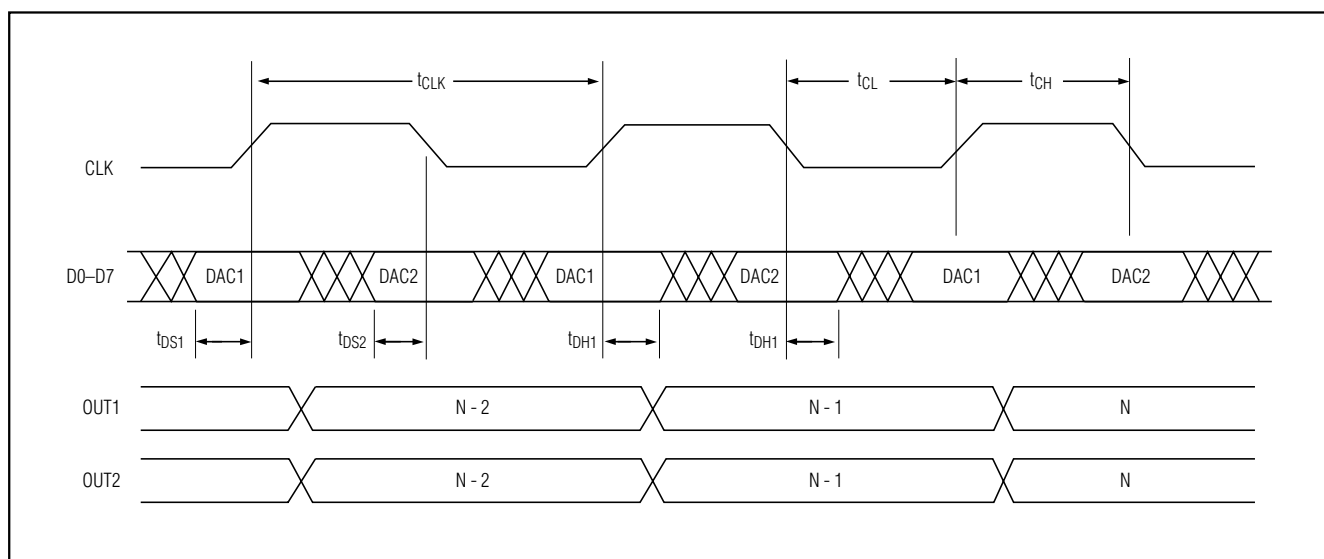 tCLK
tCL
tCH
CLK
D0–D7
DAC1
DAC2
DAC1
DAC2
DAC1
DAC2
tDS1
tDS2
tDH1
tDH1
OUT1
N - 2
N - 1
N
OUT2
N - 2
N - 1
N